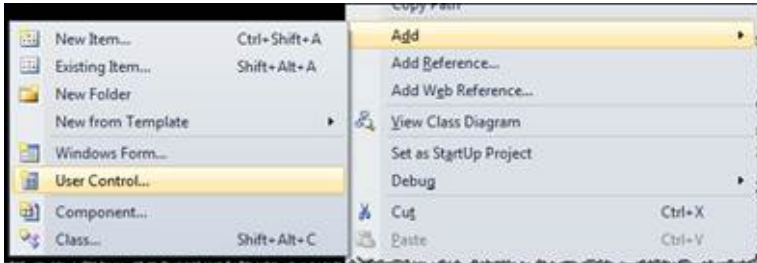 Copy Path
Add
Add Reference...
Add Web Reference...
View Class Diagram
Set as StartUp Project
Debug
Cut Ctrl+X
Paste Ctrl+V
New Item... Ctrl+Shift+A
Existing Item... Shift+Alt+A
New Folder
New from Template
Windows Form...
User Control...
Component...
Class... Shift+Alt+C